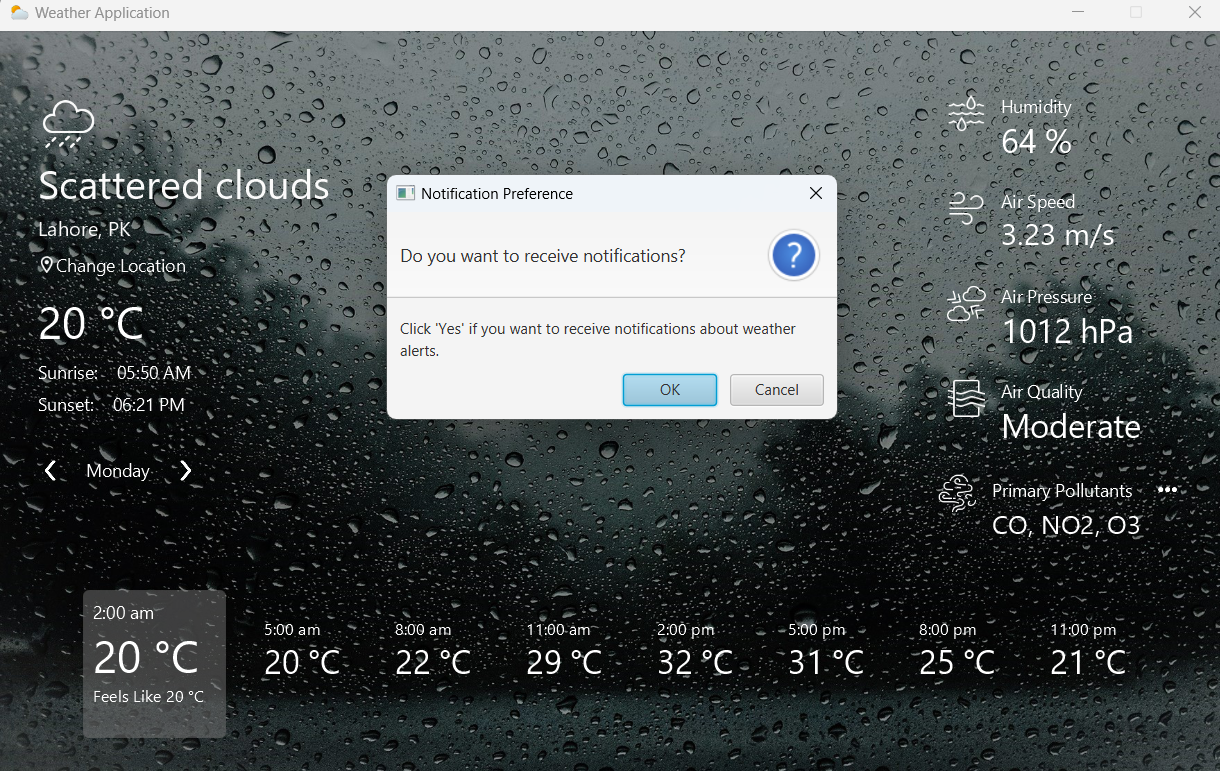 Weather Application
Scattered clouds
Lahore, PK
Change Location
20 °C
Sunrise: 05:50 AM
Sunset: 06:21 PM
Monday
Notification Preference
Do you want to receive notifications?
?
Click 'Yes' if you want to receive notifications about weather
alerts.
OK Cancel
Humidity
64 %
Air Speed
3.23 m/s
Air Pressure
1012 hPa
Air Quality
Moderate
Primary Pollutants
CO, NO2, O3
2:00 am
20 °C
Feels Like 20 °C
5:00 am
20 °C
8:00 am
22 °C
11:00 am
29 °C
2:00 pm
32 °C
5:00 pm
31 °C
8:00 pm
25 °C
11:00 pm
21 °C